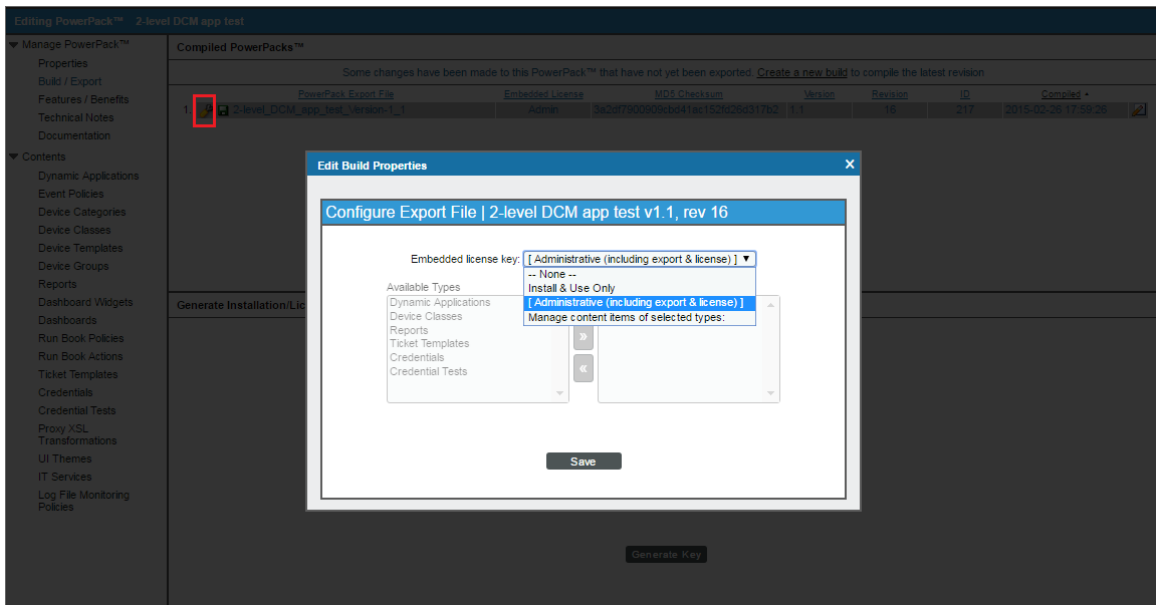 Editing PowerPack™ 2-level DCM app test
Manage PowerPack™
Properties
Build / Export
Features / Benefits
Technical Notes
Documentation
Contents
Dynamic Applications
Event Policies
Device Categories
Device Classes
Device Templates
Device Groups
Reports
Dashboard Widgets
Dashboards
Run Book Policies
Run Book Actions
Ticket Templates
Credentials
Credential Tests
Proxy XSL
Transformations
UI Themes
IT Services
Log File Monitoring
Policies
Compiled PowerPacks™
Some changes have been made to this PowerPack™ that have not yet been exported. Create a new build to compile the latest revision
PowerPack Export File Embedded License MD5 Checksum Version Revision ID Compiled
1. 2-level_DCM_app_test_Version-1_1 Admin 3a2df7900909ebd41ac152fd26d317b2 1.1 16 217 2015-02-26 17:59:26
Edit Build Properties
Configure Export File | 2-level DCM app test v1.1, rev 16
Embedded license key: [ Administrative (including export & license) ]
-- None --
Install & Use Only
[ Administrative (including export & license) ]
Manage content items of selected types:
Available Types
Dynamic Applications
Device Classes
Reports
Ticket Templates
Credentials
Credential Tests
»
«
Save
Generate Installation/Lic
Generate Key